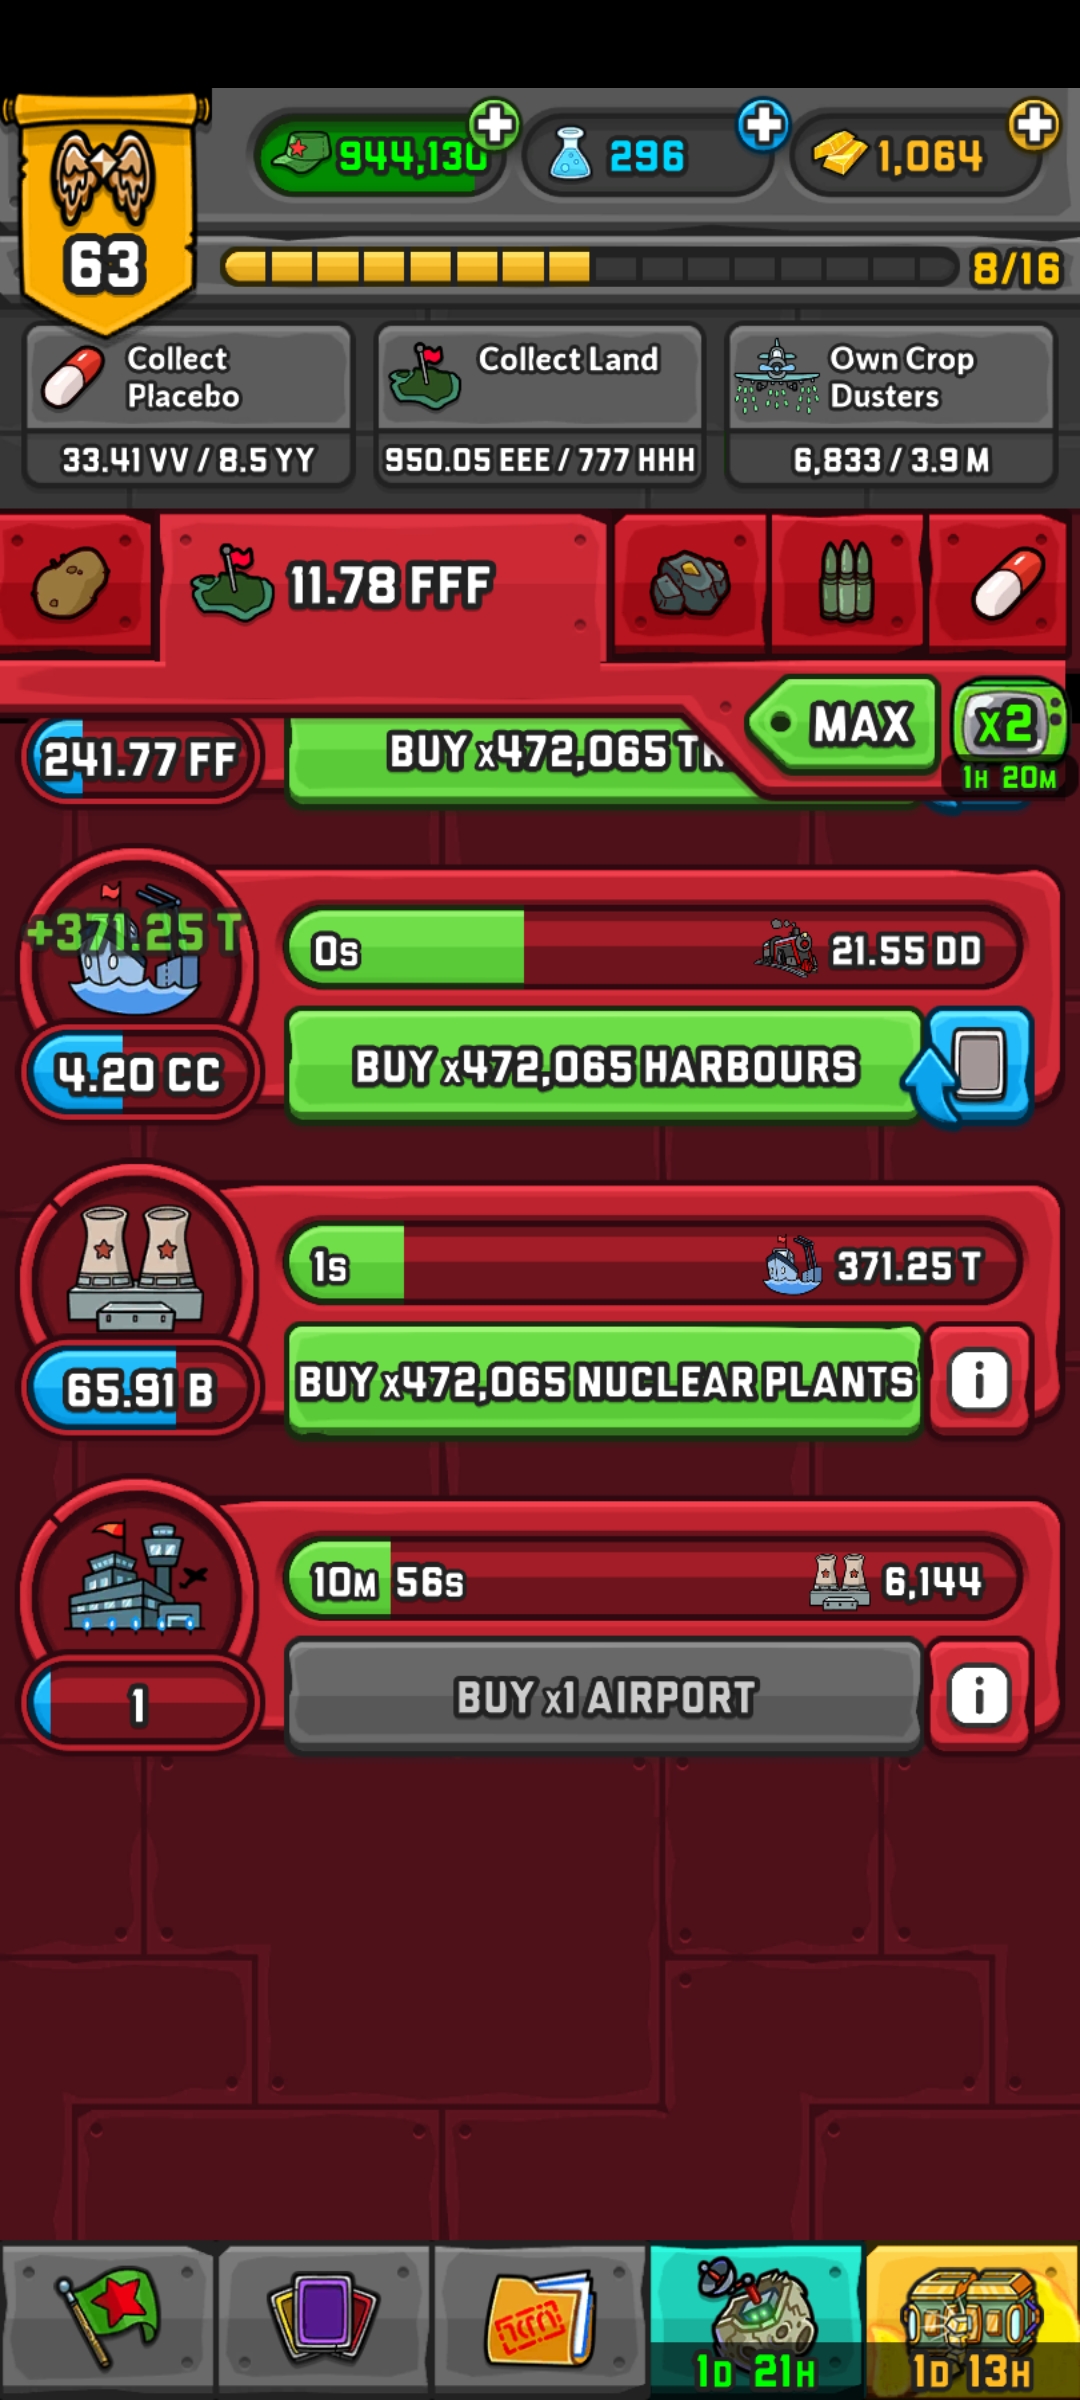 944,130
296
1,064
63
8/16
Collect
Placebo
33.41 VV / 8.5 YY
Collect Land
950.05 EEE / 777 HHH
Own Crop
Dusters
6,833 / 3.9 M
11.78 FFF
MAX
x2
1H 20M
241.77 FF
BUY x472,065
+371.25 T
0s
21.55 DD
4.20 CC
BUY x472,065 HARBOURS
1s
371.25 T
65.91 B
BUY x472,065 NUCLEAR PLANTS
i
10M 56s
6,144
1
BUY x1 AIRPORT
i
1D 21H
1D 13H